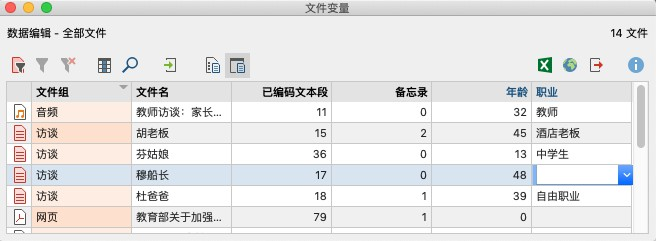 文件变量
数据编辑 - 全部文件 14 文件
文件组 文件名 已编码文本段 备忘录 年龄 职业
音频 教师访谈：家长... 11 0 32 教师
访谈 胡老板 15 2 45 酒店老板
访谈 芬姑娘 36 0 13 中学生
访谈 穆船长 17 0 48
访谈 杜爸爸 18 1 39 自由职业
网页 教育部关于加强... 79 1 0